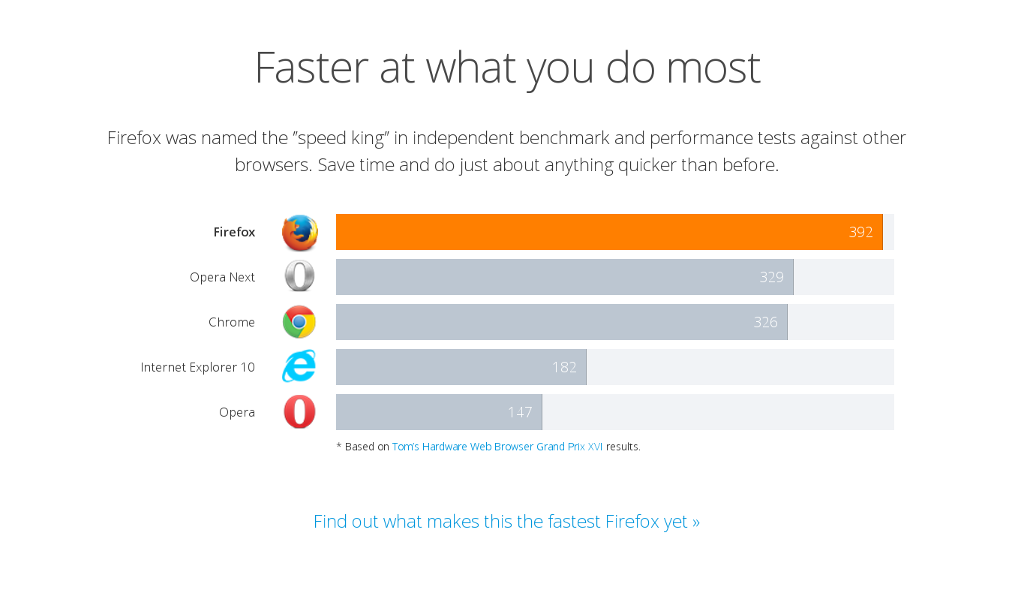 Faster at what you do most
Firefox was named the "speed king" in independent benchmark and performance tests against other
browsers. Save time and do just about anything quicker than before.
Firefox 392
Opera Next 329
Chrome 326
Internet Explorer 10 182
Opera 147
* Based on Tom's Hardware Web Browser Grand Prix XVI results.
Find out what makes this the fastest Firefox yet »